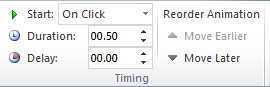 Start: On Click Reorder Animation
Duration: 00.50 Move Earlier
Delay: 00.00 Move Later
Timing